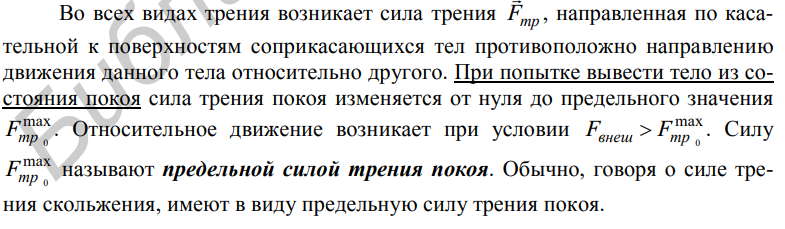 Во всех видах трения возникает сила трения F⃗тр, направленная по каса-
тельной к поверхностям соприкасающихся тел противоположно направлению
движения данного тела относительно другого. При попытке вывести тело из со-
стояния покоя сила трения покоя изменяется от нуля до предельного значения
Fтр₀max. Относительное движение возникает при условии Fвнеш > Fтр₀max. Силу
Fтр₀max называют предельной силой трения покоя. Обычно, говоря о силе тре-
ния скольжения, имеют в виду предельную силу трения покоя.